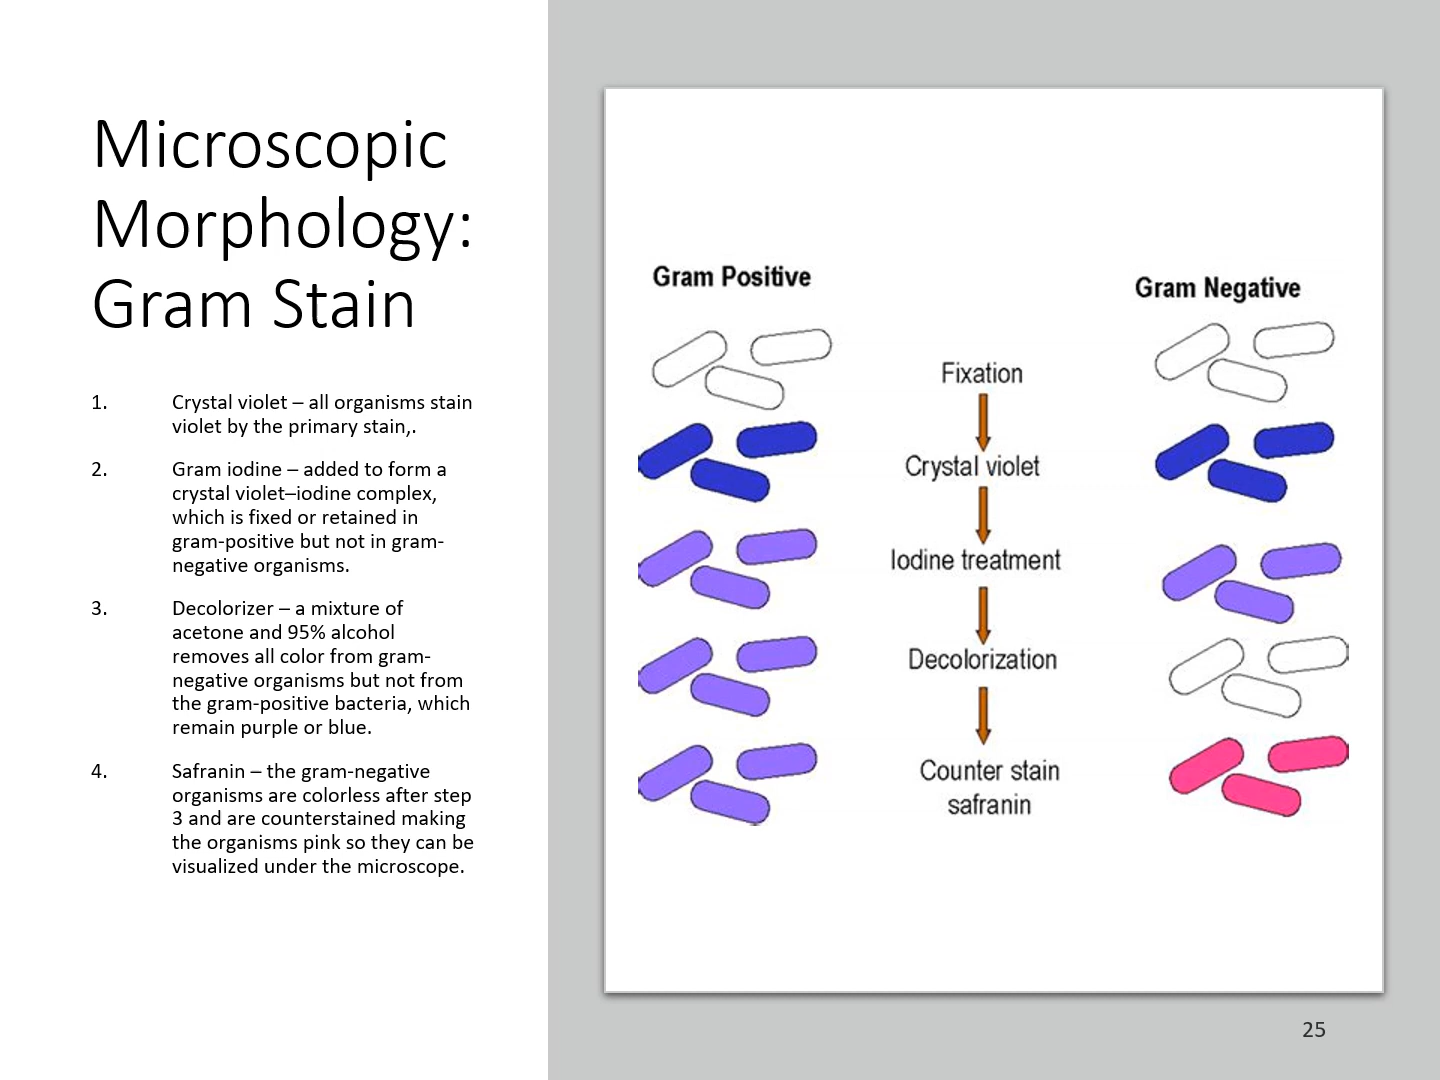 Microscopic
Morphology:
Gram Stain
1. Crystal violet – all organisms stain
violet by the primary stain,.
2. Gram iodine – added to form a
crystal violet–iodine complex,
which is fixed or retained in
gram-positive but not in gram-
negative organisms.
3. Decolorizer – a mixture of
acetone and 95% alcohol
removes all color from gram-
negative organisms but not from
the gram-positive bacteria, which
remain purple or blue.
4. Safranin – the gram-negative
organisms are colorless after step
3 and are counterstained making
the organisms pink so they can be
visualized under the microscope.
Gram Positive
Gram Negative
Fixation
Crystal violet
Iodine treatment
Decolorization
Counter stain
safranin
25